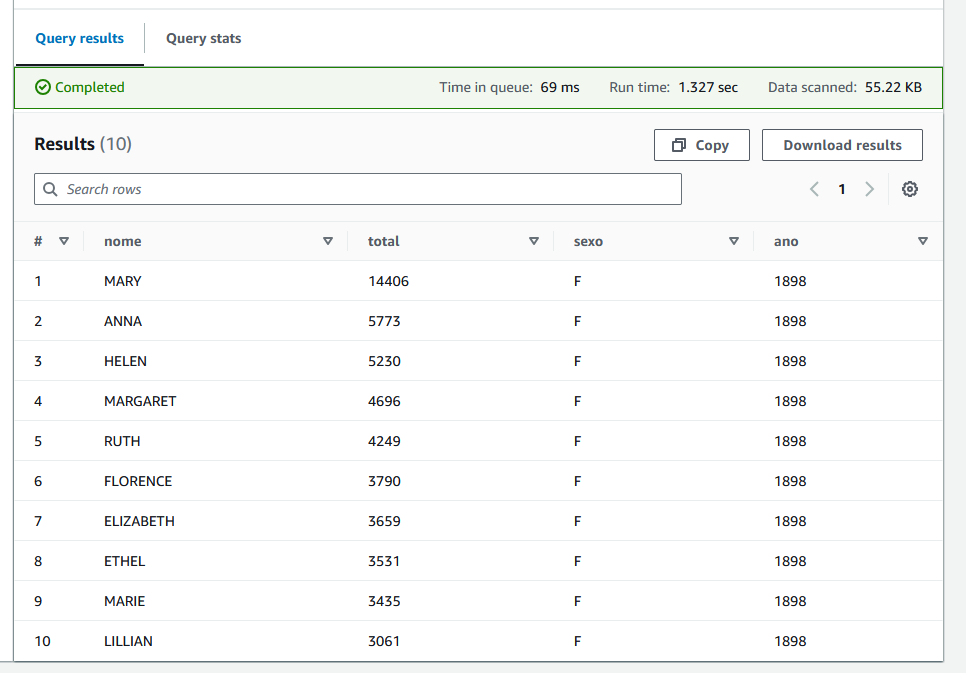 Query results Query stats
Completed Time in queue: 69 ms Run time: 1.327 sec Data scanned: 55.22 KB
Results (10) Copy Download results
Search rows 1
# nome total sexo ano
1 MARY 14406 F 1898
2 ANNA 5773 F 1898
3 HELEN 5230 F 1898
4 MARGARET 4696 F 1898
5 RUTH 4249 F 1898
6 FLORENCE 3790 F 1898
7 ELIZABETH 3659 F 1898
8 ETHEL 3531 F 1898
9 MARIE 3435 F 1898
10 LILLIAN 3061 F 1898